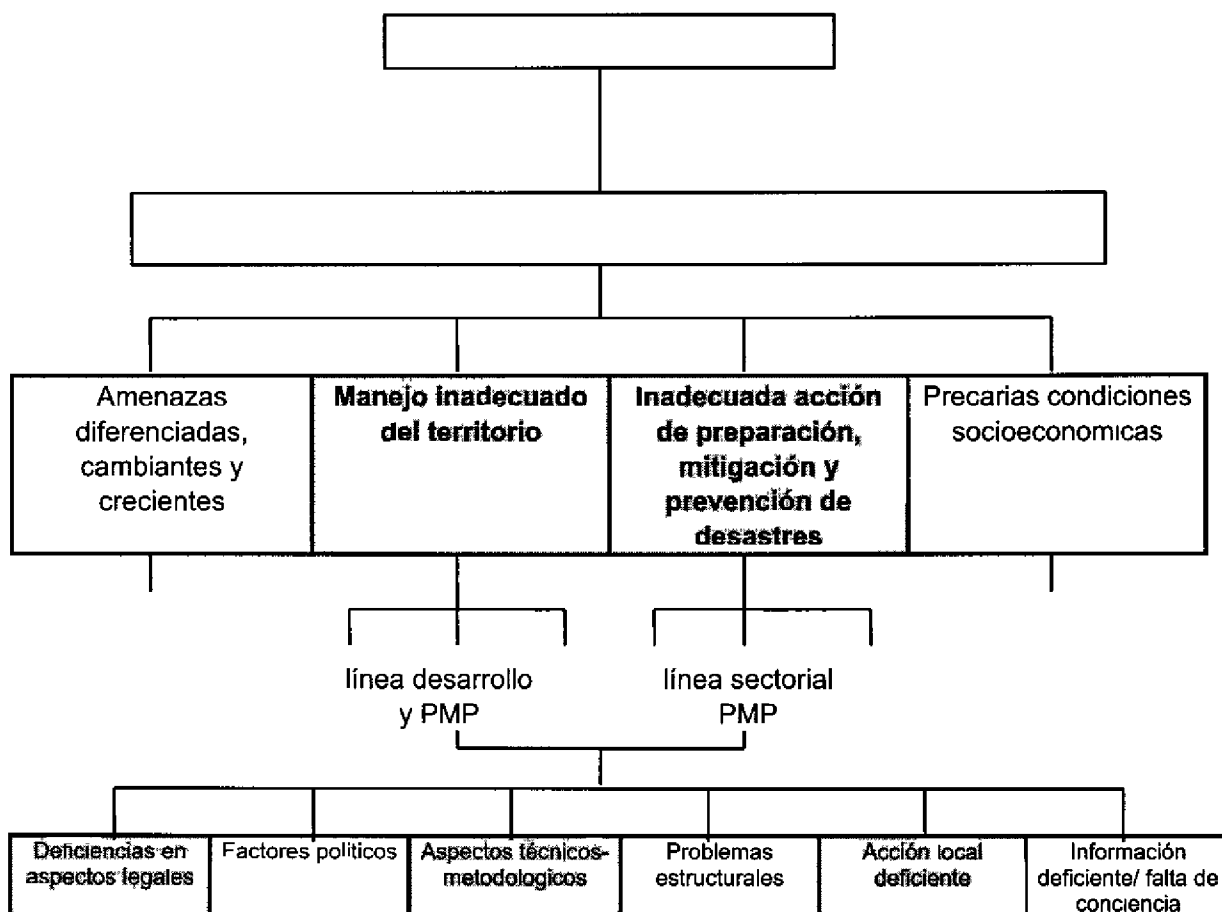 Amenazas
diferenciadas,
cambiantes y
crecientes
Manejo inadecuado
del territorio
Inadecuada acción
de preparación,
mitigación y
prevención de
desastres
Precarias condiciones
socioeconomicas
línea desarrollo
y PMP
línea sectorial
PMP
Deficiencias en
aspectos legales
Factores politicos
Aspectos técnicos-
metodologicos
Problemas
estructurales
Acción local
deficiente
Información
deficiente/ falta de
conciencia